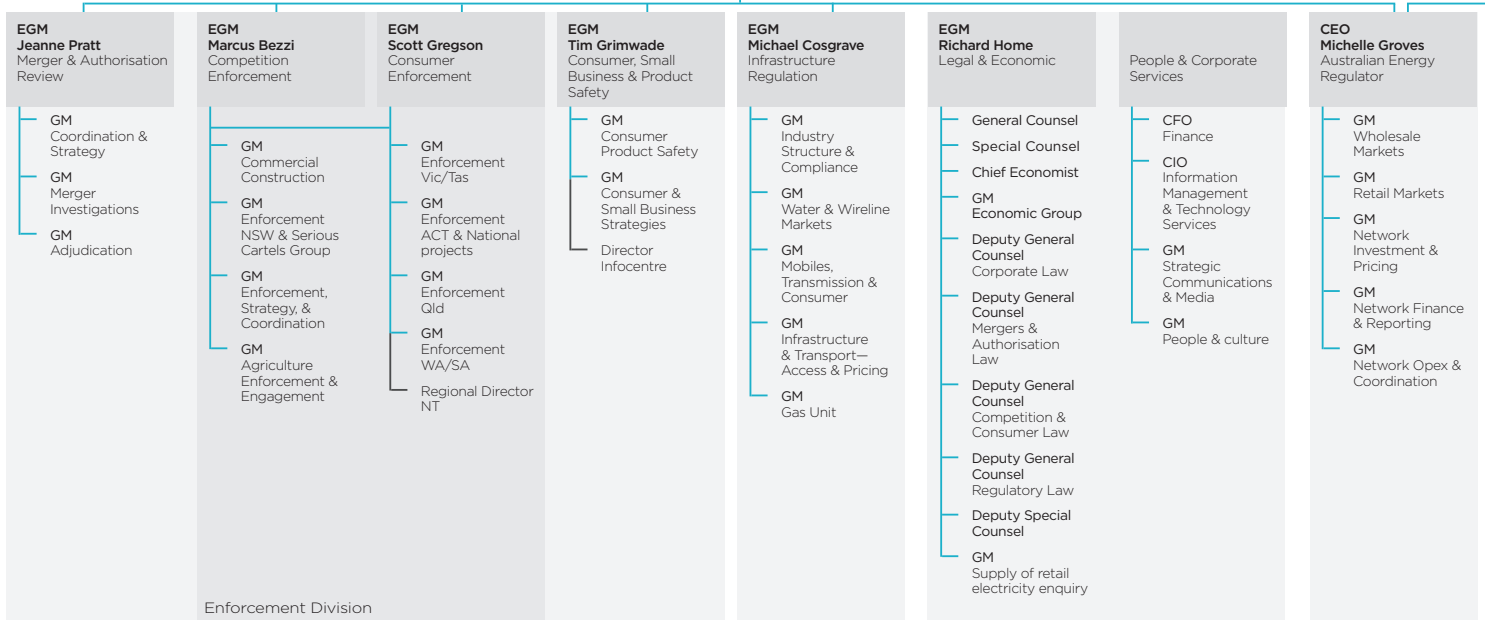 EGM
Jeanne Pratt
Merger & Authorisation
Review
GM
Coordination &
Strategy
GM
Merger
Investigations
GM
Adjudication
EGM
Marcus Bezzi
Competition
Enforcement
GM
Commercial
Construction
GM
Enforcement
NSW & Serious
Cartels Group
GM
Enforcement,
Strategy, &
Coordination
GM
Agriculture
Enforcement &
Engagement
EGM
Scott Gregson
Consumer
Enforcement
GM
Enforcement
Vic/Tas
GM
Enforcement
ACT & National
projects
GM
Enforcement
Qld
GM
Enforcement
WA/SA
Regional Director
NT
Enforcement Division
EGM
Tim Grimwade
Consumer, Small
Business & Product
Safety
GM
Consumer
Product Safety
GM
Consumer &
Small Business
Strategies
Director
Infocentre
EGM
Michael Cosgrave
Infrastructure
Regulation
GM
Industry
Structure &
Compliance
GM
Water & Wireline
Markets
GM
Mobiles,
Transmission &
Consumer
GM
Infrastructure
& Transport—
Access & Pricing
GM
Gas Unit
EGM
Richard Home
Legal & Economic
General Counsel
Special Counsel
Chief Economist
GM
Economic Group
Deputy General
Counsel
Corporate Law
Deputy General
Counsel
Mergers &
Authorisation
Law
Deputy General
Counsel
Competition &
Consumer Law
Deputy General
Counsel
Regulatory Law
Deputy Special
Counsel
GM
Supply of retail
electricity enquiry
People & Corporate
Services
CFO
Finance
CIO
Information
Management
& Technology
Services
GM
Strategic
Communications
& Media
GM
People & culture
CEO
Michelle Groves
Australian Energy
Regulator
GM
Wholesale
Markets
GM
Retail Markets
GM
Network
Investment &
Pricing
GM
Network Finance
& Reporting
GM
Network Opex &
Coordination